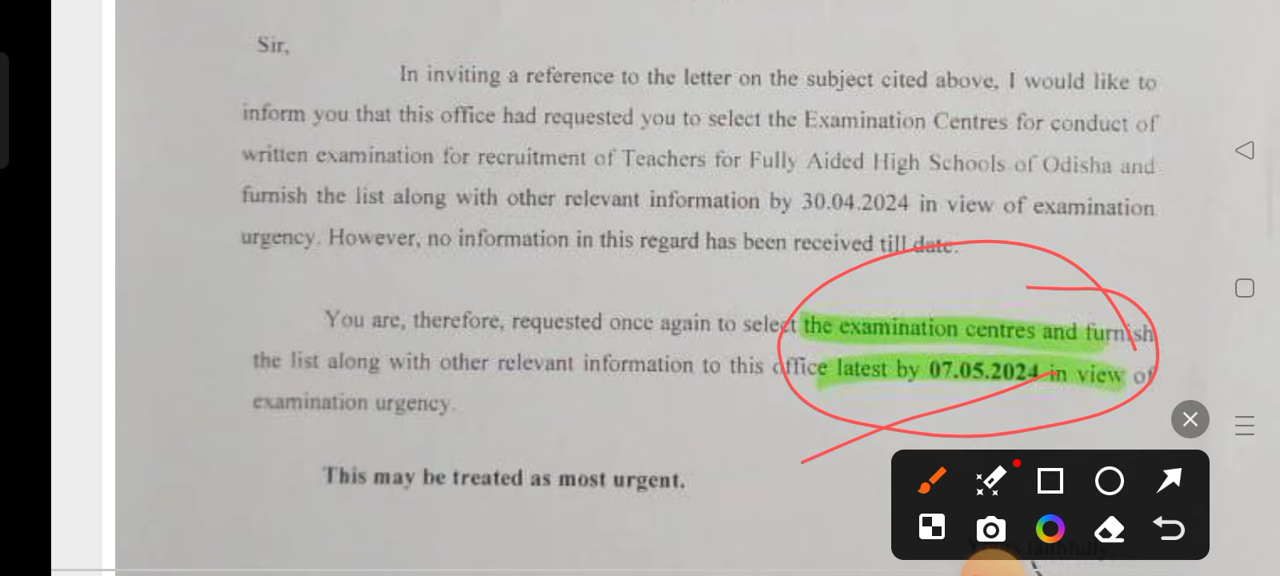 Sir,
In inviting a reference to the letter on the subject cited above, I would like to
inform you that this office had requested you to select the Examination Centres for conduct of
written examination for recruitment of Teachers for Fully Aided High Schools of Odisha and
furnish the list along with other relevant information by 30.04.2024 in view of examination
urgency. However, no information in this regard has been received till date.
You are, therefore, requested once again to select the examination centres and furnish
the list along with other relevant information to this office latest by 07.05.2024 in view of
examination urgency.
This may be treated as most urgent.